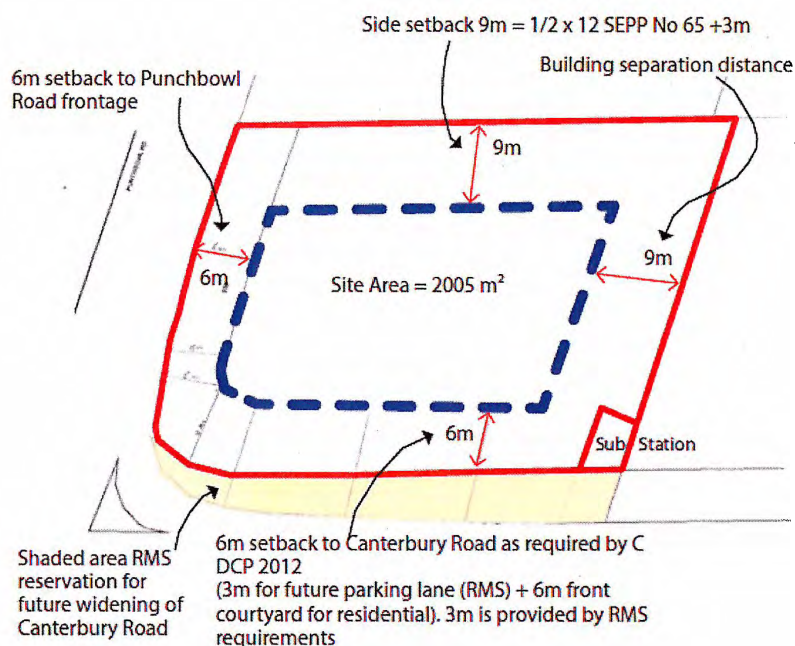 Side setback 9m = 1/2 x 12 SEPP No 65 +3m
6m setback to Punchbowl
Road frontage
Building separation distance
PUNCHBOWL RD
9m
6m
9m
Site Area = 2005 m²
6m
Sub Station
Shaded area RMS
reservation for
future widening of
Canterbury Road
6m setback to Canterbury Road as required by C
DCP 2012
(3m for future parking lane (RMS) + 6m front
courtyard for residential). 3m is provided by RMS
requirements